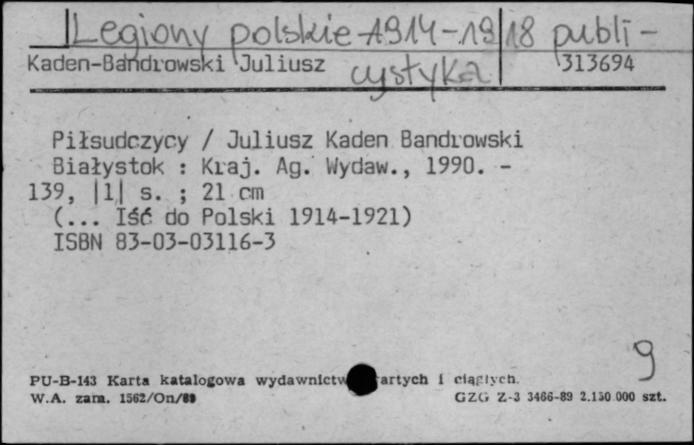 Legiony polskie 1914-1918 publi-
cystyka
Kaden-Bandrowski Juliusz 313694
Piłsudczycy / Juliusz Kaden Bandrowski
Białystok : Kraj. Ag. Wydaw., 1990. -
139, |1| s. ; 21 cm
(... Iść do Polski 1914-1921)
ISBN 83-03-03116-3
9
PU-B-143 Karta katalogowa wydawnictw artych i ciągłych.
W.A. zam. 1562/On/89 GZG Z-3 3466-89 2.150.000 szt.